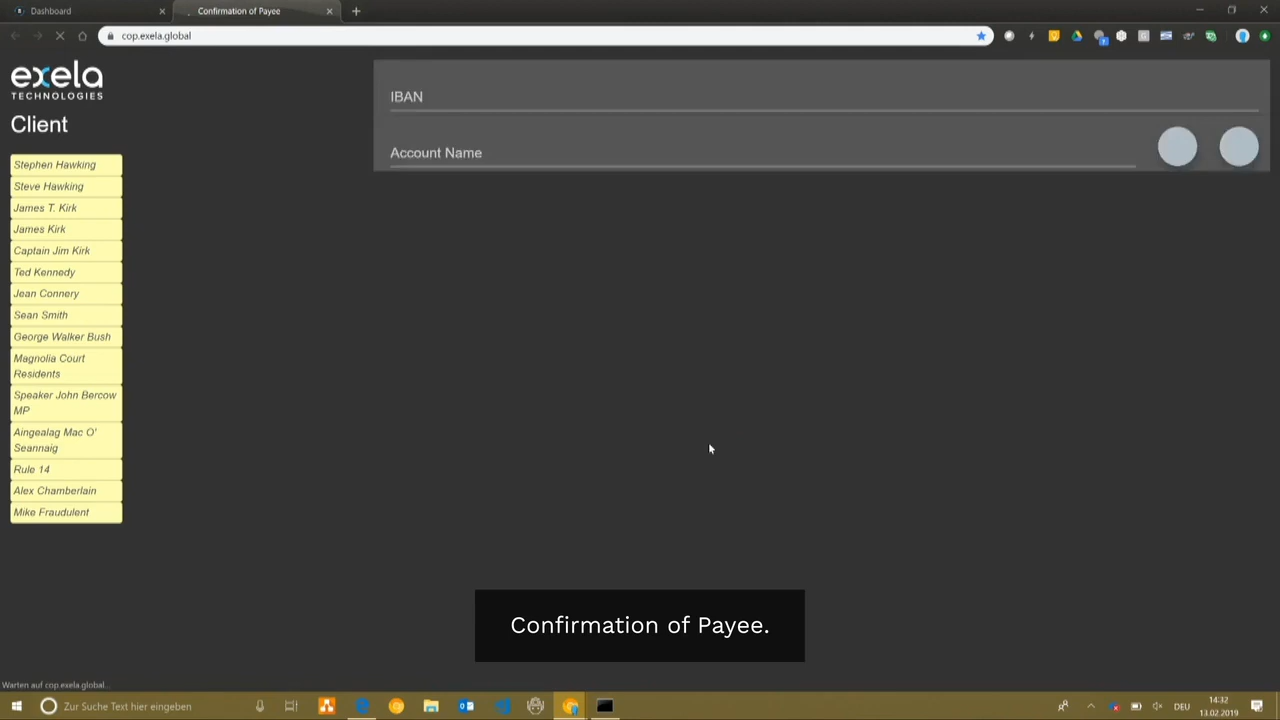 Dashboard
Confirmation of Payee
cop.exela.global
exela
TECHNOLOGIES
Client
IBAN
Account Name
Stephen Hawking
Steve Hawking
James T. Kirk
James Kirk
Captain Jim Kirk
Ted Kennedy
Jean Connery
Sean Smith
George Walker Bush
Magnolia Court
Residents
Speaker John Bercow
MP
Aingealag Mac O'
Seannaig
Rule 14
Alex Chamberlain
Mike Fraudulent
Confirmation of Payee.
Warten auf cop.exela.global...
Zur Suche Text hier eingeben
DEU
14:32
13.02.2019